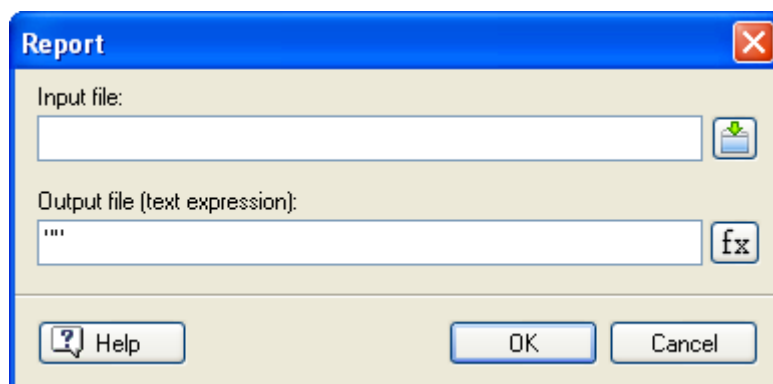 Report
Input file:
Output file (text expression):
""
fx
Help
OK
Cancel